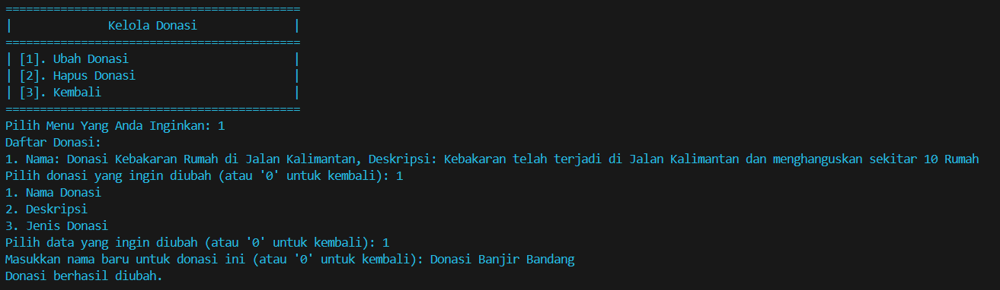 ===========================================
|              Kelola Donasi              |
===========================================
| [1]. Ubah Donasi                        |
| [2]. Hapus Donasi                       |
| [3]. Kembali                            |
===========================================
Pilih Menu Yang Anda Inginkan: 1
Daftar Donasi:
1. Nama: Donasi Kebakaran Rumah di Jalan Kalimantan, Deskripsi: Kebakaran telah terjadi di Jalan Kalimantan dan menghanguskan sekitar 10 Rumah
Pilih donasi yang ingin diubah (atau '0' untuk kembali): 1
1. Nama Donasi
2. Deskripsi
3. Jenis Donasi
Pilih data yang ingin diubah (atau '0' untuk kembali): 1
Masukkan nama baru untuk donasi ini (atau '0' untuk kembali): Donasi Banjir Bandang
Donasi berhasil diubah.